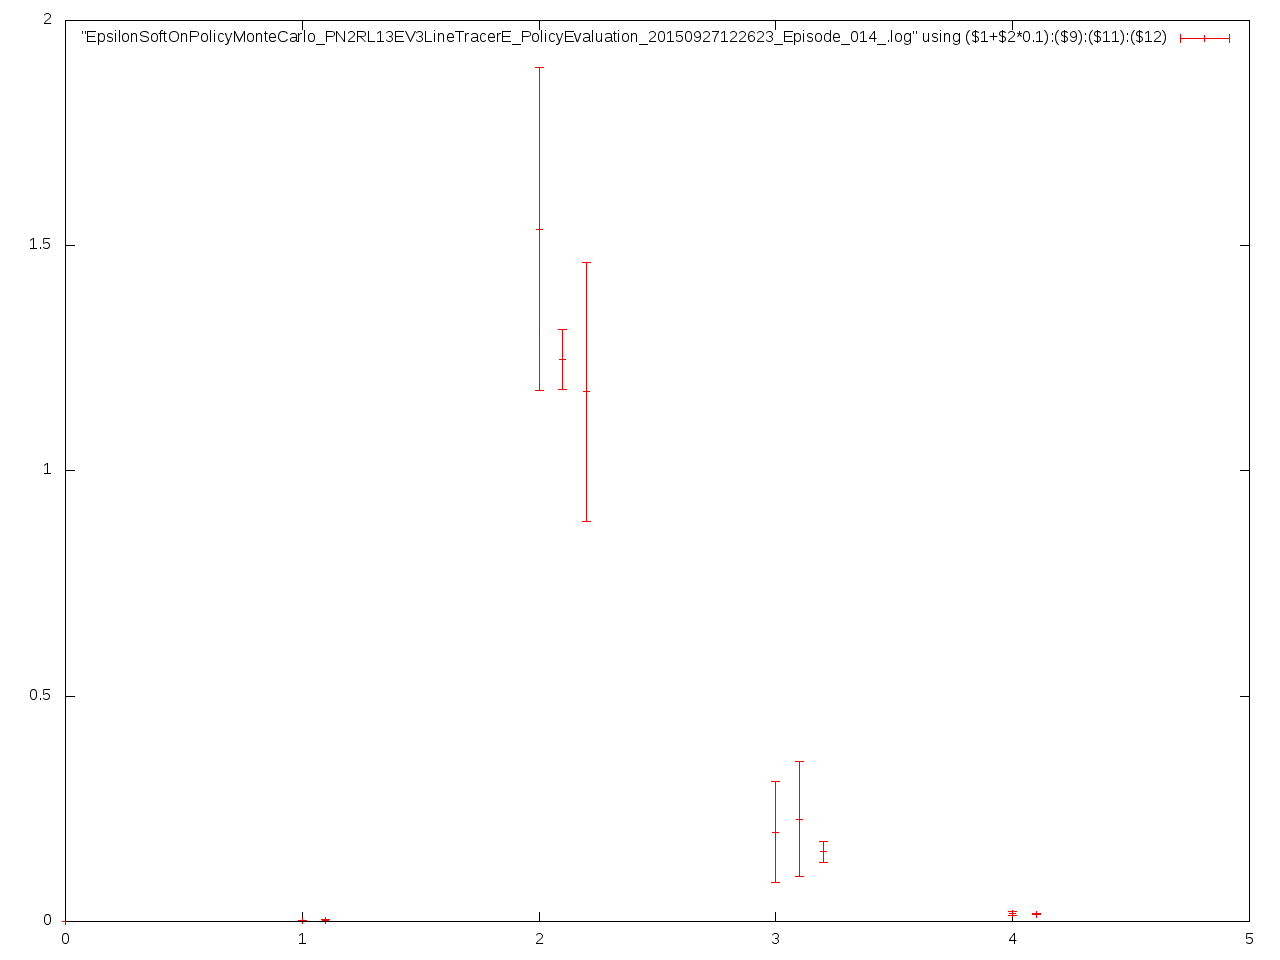 2
"EpsilonSoftOnPolicyMonteCarlo_PN2RL13EV3LineTracerE_PolicyEvaluation_20150927122623_Episode_014_.log" using ($1+$2*0.1):($9):($11):($12)
1.5
1
0.5
0
0 1 2 3 4 5